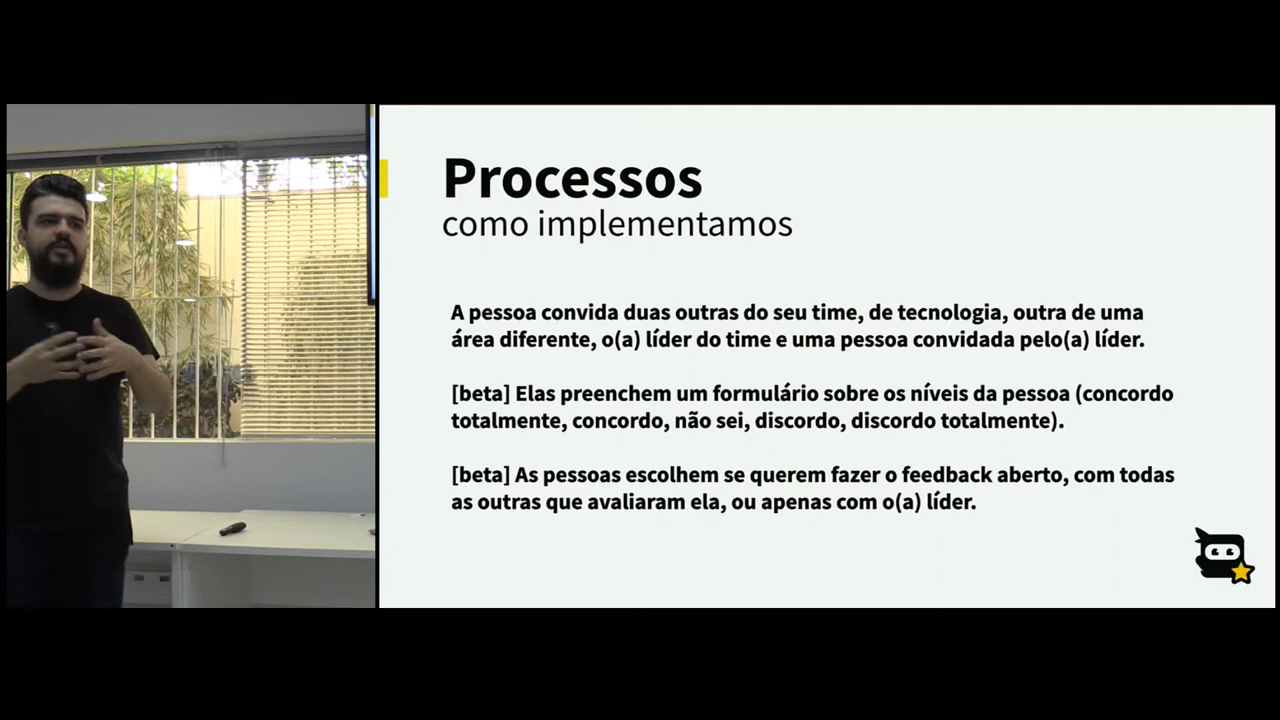 Processos
como implementamos
A pessoa convida duas outras do seu time, de tecnologia, outra de uma
área diferente, o(a) líder do time e uma pessoa convidada pelo(a) líder.
[beta] Elas preenchem um formulário sobre os níveis da pessoa (concordo
totalmente, concordo, não sei, discordo, discordo totalmente).
[beta] As pessoas escolhem se querem fazer o feedback aberto, com todas
as outras que avaliaram ela, ou apenas com o(a) líder.